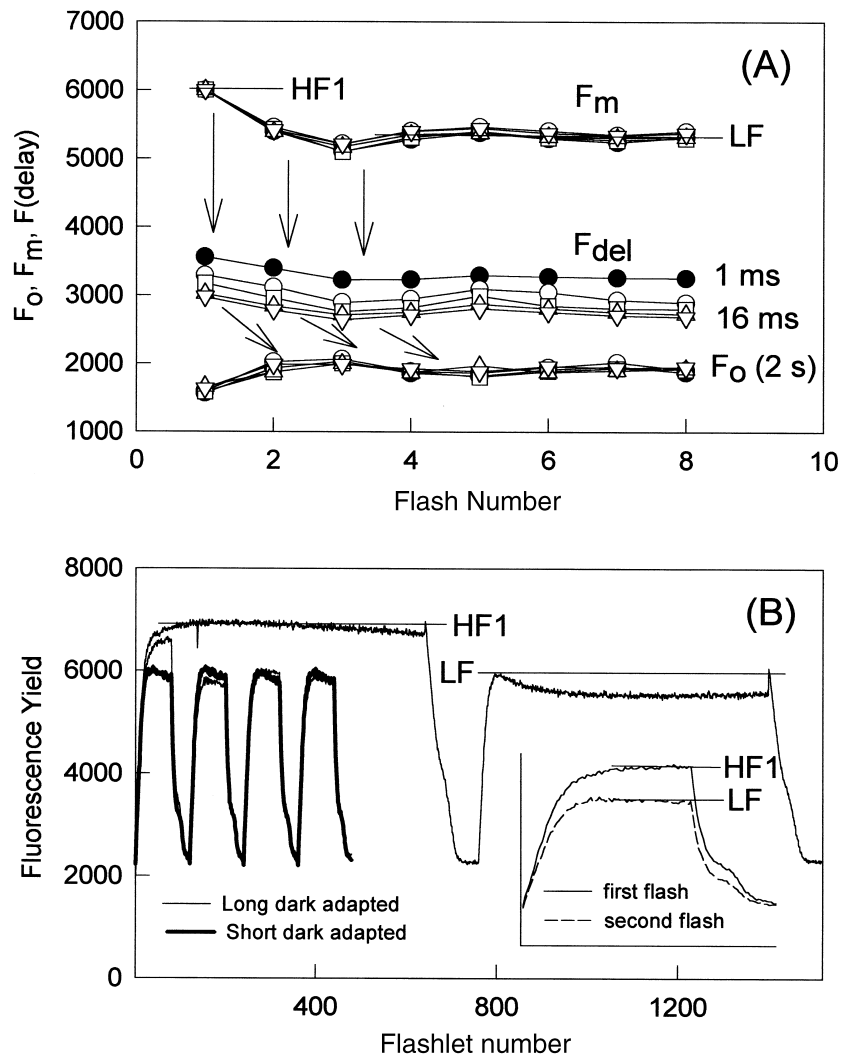 7000
(A)
6000
HF1
Fm
LF
5000
4000
Fdel
1 ms
3000
16 ms
2000
Fo (2 s)
1000
0 2 4 6 8 10
Flash Number
Fo, Fm, F(delay)
8000
(B)
HF1
LF
6000
4000
HF1
LF
2000
Long dark adapted
Short dark adapted
first flash
second flash
0
400 800 1200
Flashlet number
Fluorescence Yield